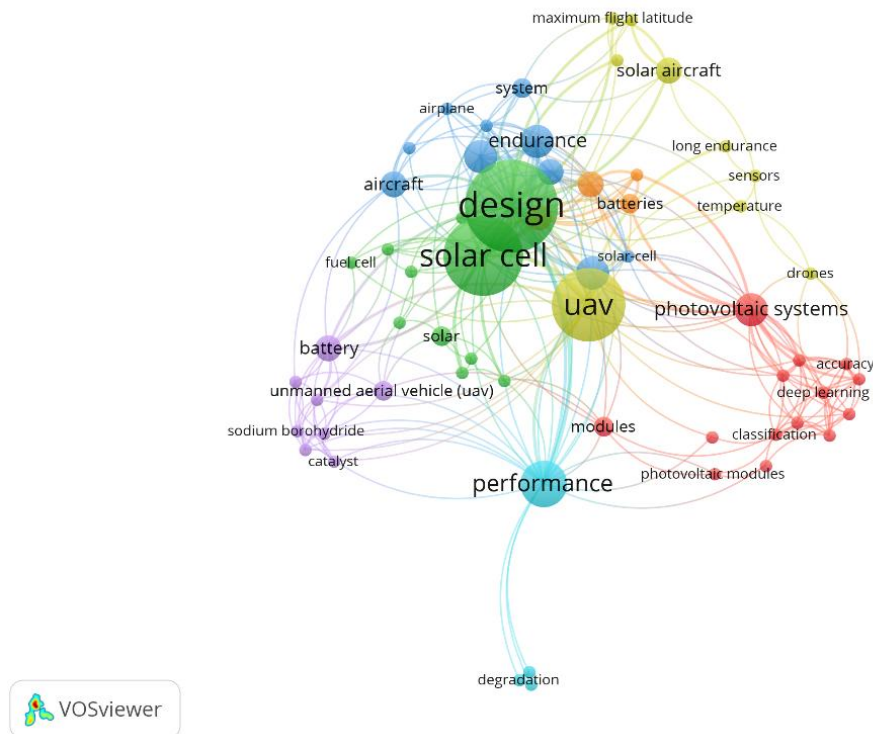 maximum flight latitude
solar aircraft
system
airplane
endurance
long endurance
aircraft
sensors
design
batteries
temperature
solar cell
solar-cell
fuel cell
drones
uav
photovoltaic systems
solar
battery
accuracy
unmanned aerial vehicle (uav)
deep learning
modules
sodium borohydride
classification
catalyst
photovoltaic modules
performance
degradation
VOSviewer